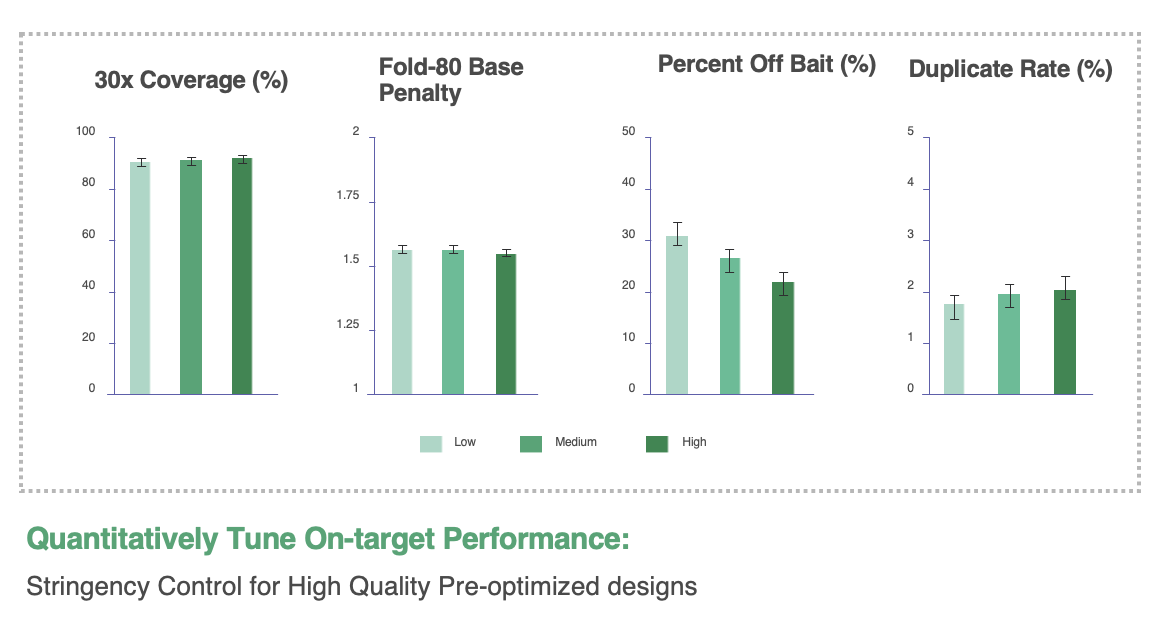 30x Coverage (%)
Fold-80 Base
Penalty
Percent Off Bait (%)
Duplicate Rate (%)
100
80
60
40
20
0
2
1.75
1.5
1.25
1
50
40
30
20
10
0
5
4
3
2
1
0
Low
Medium
High
Quantitatively Tune On-target Performance:
Stringency Control for High Quality Pre-optimized designs